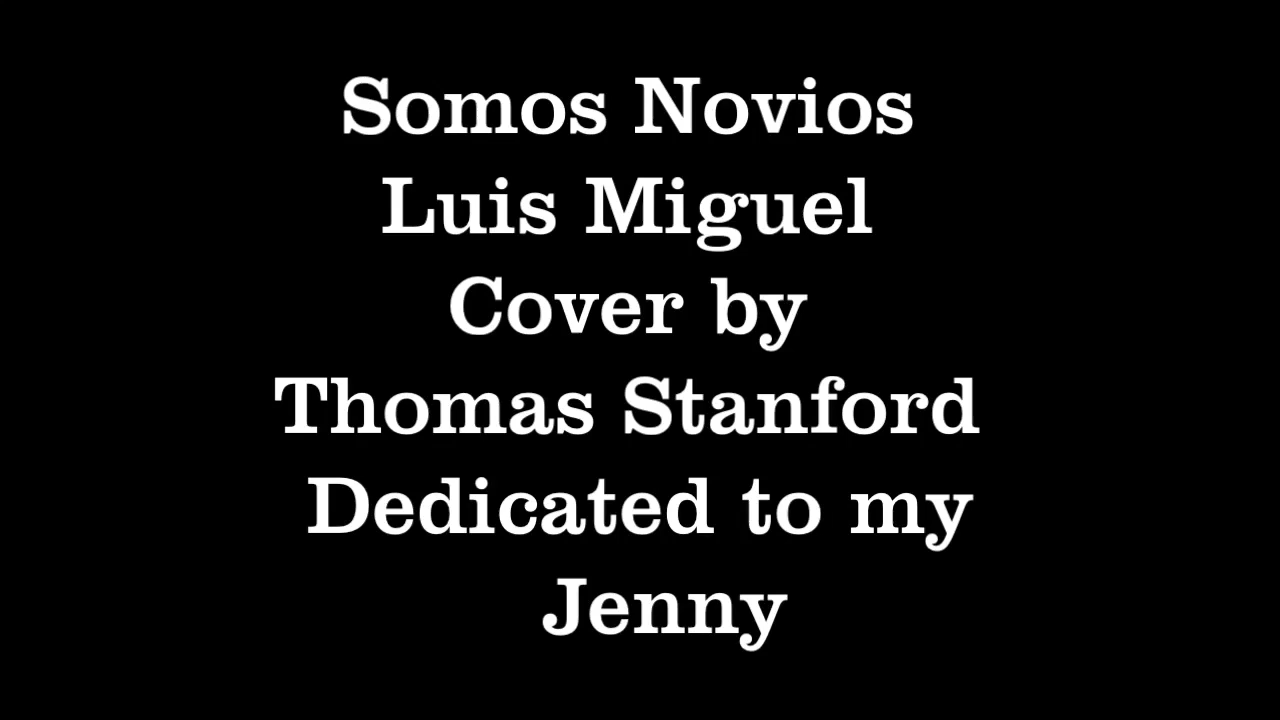 Somos Novios
Luis Miguel
Cover by
Thomas Stanford
Dedicated to my
Jenny